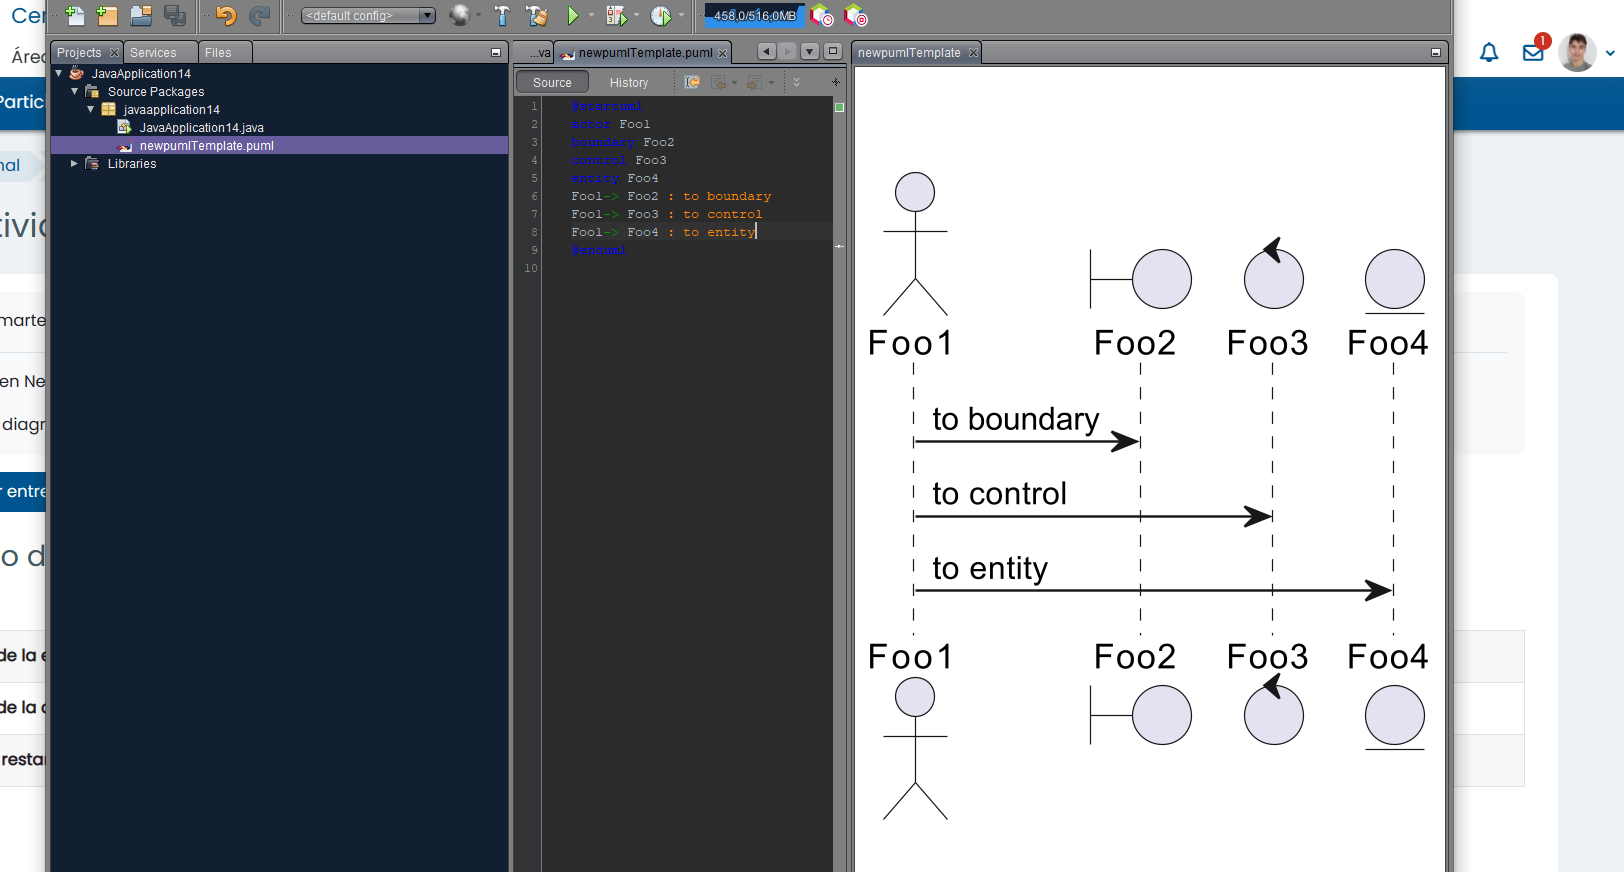 Cer
Área
Partici
nal
tivid
marte
en Ne
diagr
r entre
o d
de la e
de la c
restar
1
<default config>
458,0/516,0MB
Projects
Services
Files
JavaApplication14
Source Packages
javaapplication14
JavaApplication14.java
newpumlTemplate.puml
Libraries
...va
newpumlTemplate.puml
Source
History
1 @startuml
2 Actor Foo1
3 boundary Foo2
4 control Foo3
5 entity Foo4
6 Foo1-> Foo2 : to boundary
7 Foo1-> Foo3 : to control
8 Foo1-> Foo4 : to entity
9 @enduml
10
newpumlTemplate
Foo1 Foo2 Foo3 Foo4
to boundary
to control
to entity
Foo1 Foo2 Foo3 Foo4